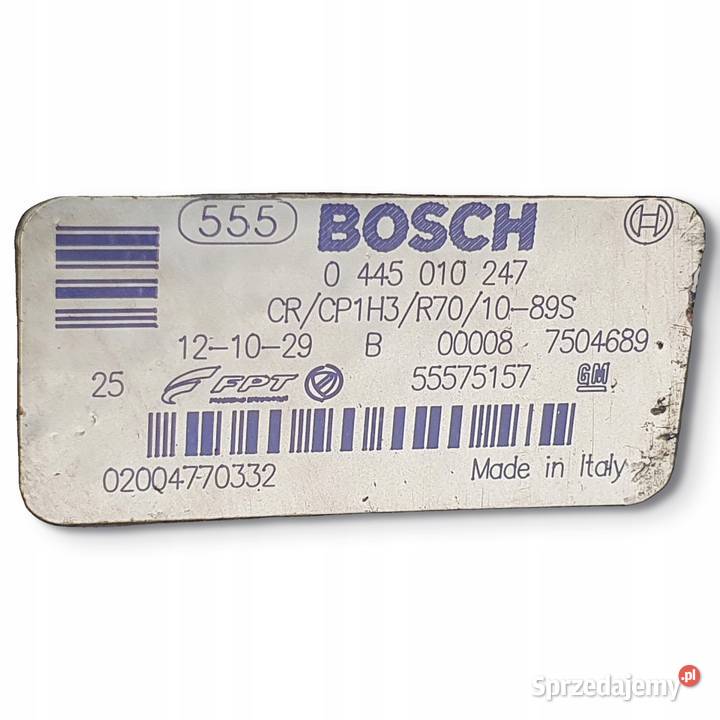 555 BOSCH
0 445 010 247
CR/CP1H3/R70/10-89S
12-10-29 B 00008 7504689
25 FPT 55575157 GM
020Q4770332 Made in Italy
Sprzedajemy.pl